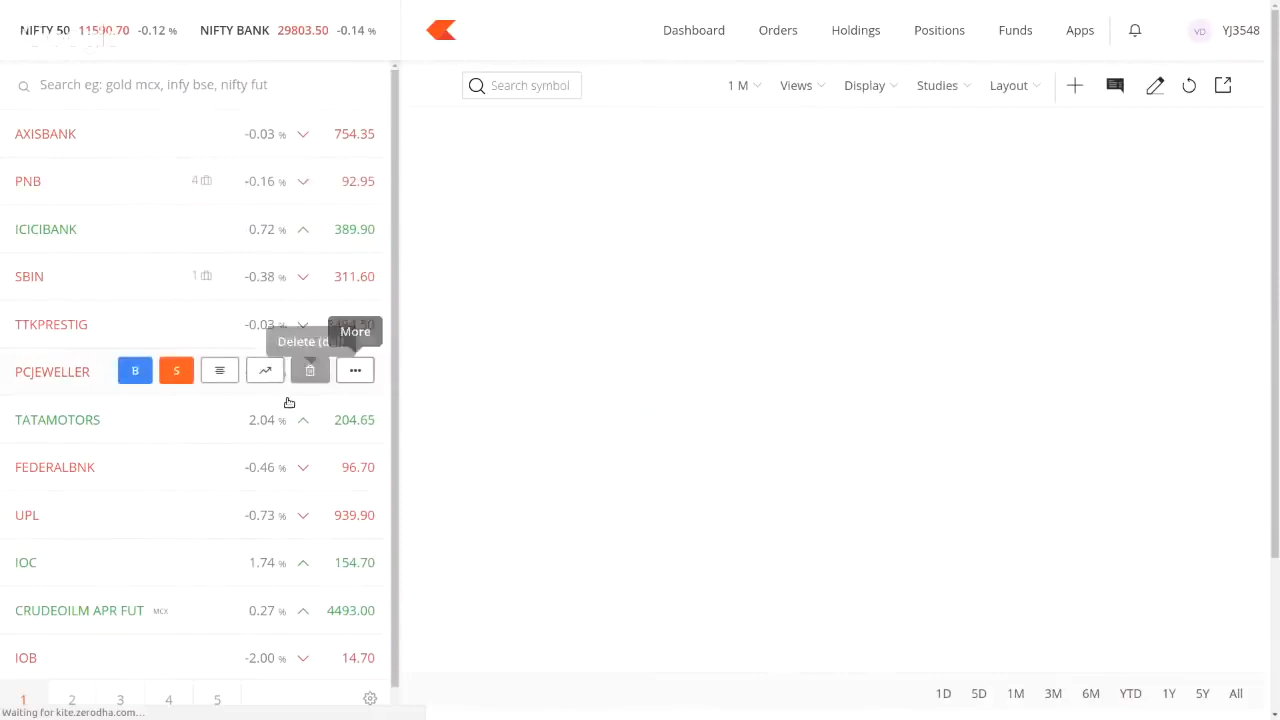 NIFTY 50 11590.70 -0.12 % NIFTY BANK 29803.50 -0.14 %
Dashboard Orders Holdings Positions Funds Apps VD YJ3548
Search eg: gold mcx, infy bse, nifty fut
Search symbol 1 M Views Display Studies Layout
AXISBANK -0.03 % 754.35
PNB 4 -0.16 % 92.95
ICICIBANK 0.72 % 389.90
SBIN 1 -0.38 % 311.60
TTKPRESTIG -0.03 %
More
Delete
PCJEWELLER B S
TATAMOTORS 2.04 % 204.65
FEDERALBNK -0.46 % 96.70
UPL -0.73 % 939.90
IOC 1.74 % 154.70
CRUDEOILM APR FUT MCX 0.27 % 4493.00
IOB -2.00 % 14.70
1 2 3 4 5
1D 5D 1M 3M 6M YTD 1Y 5Y All
Waiting for kite.zerodha.com...